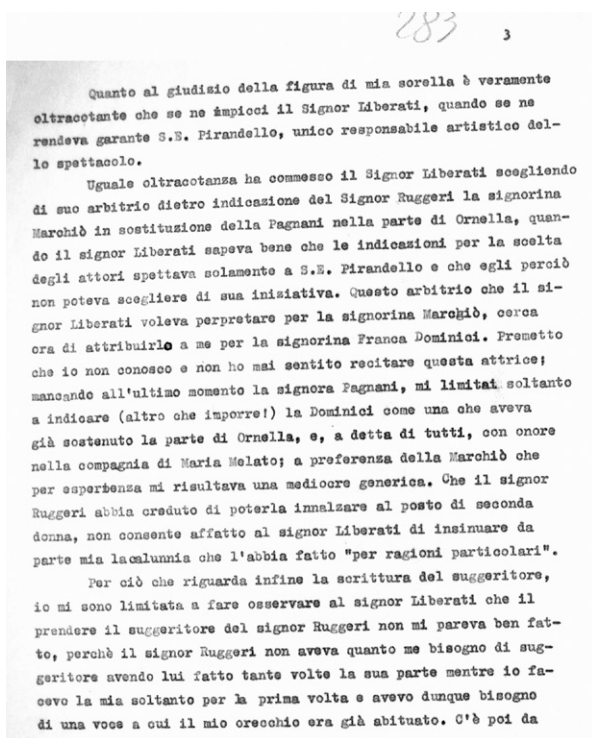 283
3
Quanto al giudizio della figura di mia sorella è veramente
oltracotante che se ne impicci il Signor Liberati, quando se ne
rendeva garante S.E. Pirandello, unico responsabile artistico del-
lo spettacolo.
Uguale oltracotanza ha commesso il Signor Liberati scegliendo
di suo arbitrio dietro indicazione del Signor Ruggeri la signorina
Marchiò in sostituzione della Pagnani nella parte di Ornella, quan-
do il signor Liberati sapeva bene che le indicazioni per la scelta
degli attori spettava solamente a S.E. Pirandello e che egli perciò
non poteva scegliere di sua iniziativa. Questo arbitrio che il si-
gnor Liberati voleva perpretare per la signorina Marchiò, cerca
ora di attribuirlo a me per la signorina Franca Dominici. Premetto
che io non conosco e non ho mai sentito recitare questa attrice;
mancando all'ultimo momento la signora Pagnani, mi limitai soltanto
a indicare (altro che imporre!) la Dominici come una che aveva
già sostenuto la parte di Ornella, e, a detta di tutti, con onore
nella compagnia di Maria Melato; a preferenza della Marchiò che
per esperienza mi risultava una mediocre generica. Che il signor
Ruggeri abbia creduto di poterla innalzare al posto di seconda
donna, non consente affatto al signor Liberati di insinuare da
parte mia lacalunnia che l'abbia fatto "per ragioni particolari".
Per ciò che riguarda infine la scrittura del suggeritore,
io mi sono limitata a fare osservare al signor Liberati che il
prendere il suggeritore del signor Ruggeri non mi pareva ben fat-
to, perchè il signor Ruggeri non aveva quanto me bisogno di sug-
geritore avendo lui fatto tante volte la sua parte mentre io fa-
cevo la mia soltanto per la prima volta e avevo dunque bisogno
di una voce a cui il mio orecchio era già abituato. C'è poi da